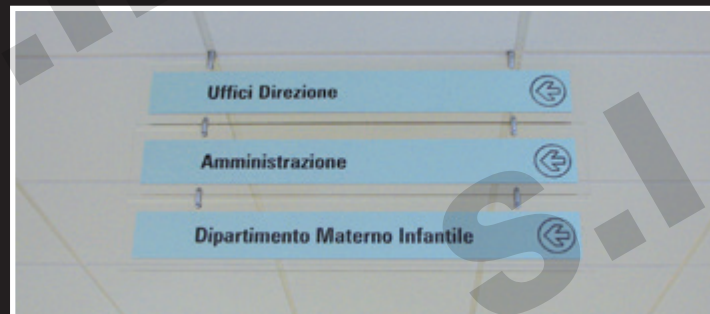 Uffici Direzione
Amministrazione
Dipartimento Materno Infantile